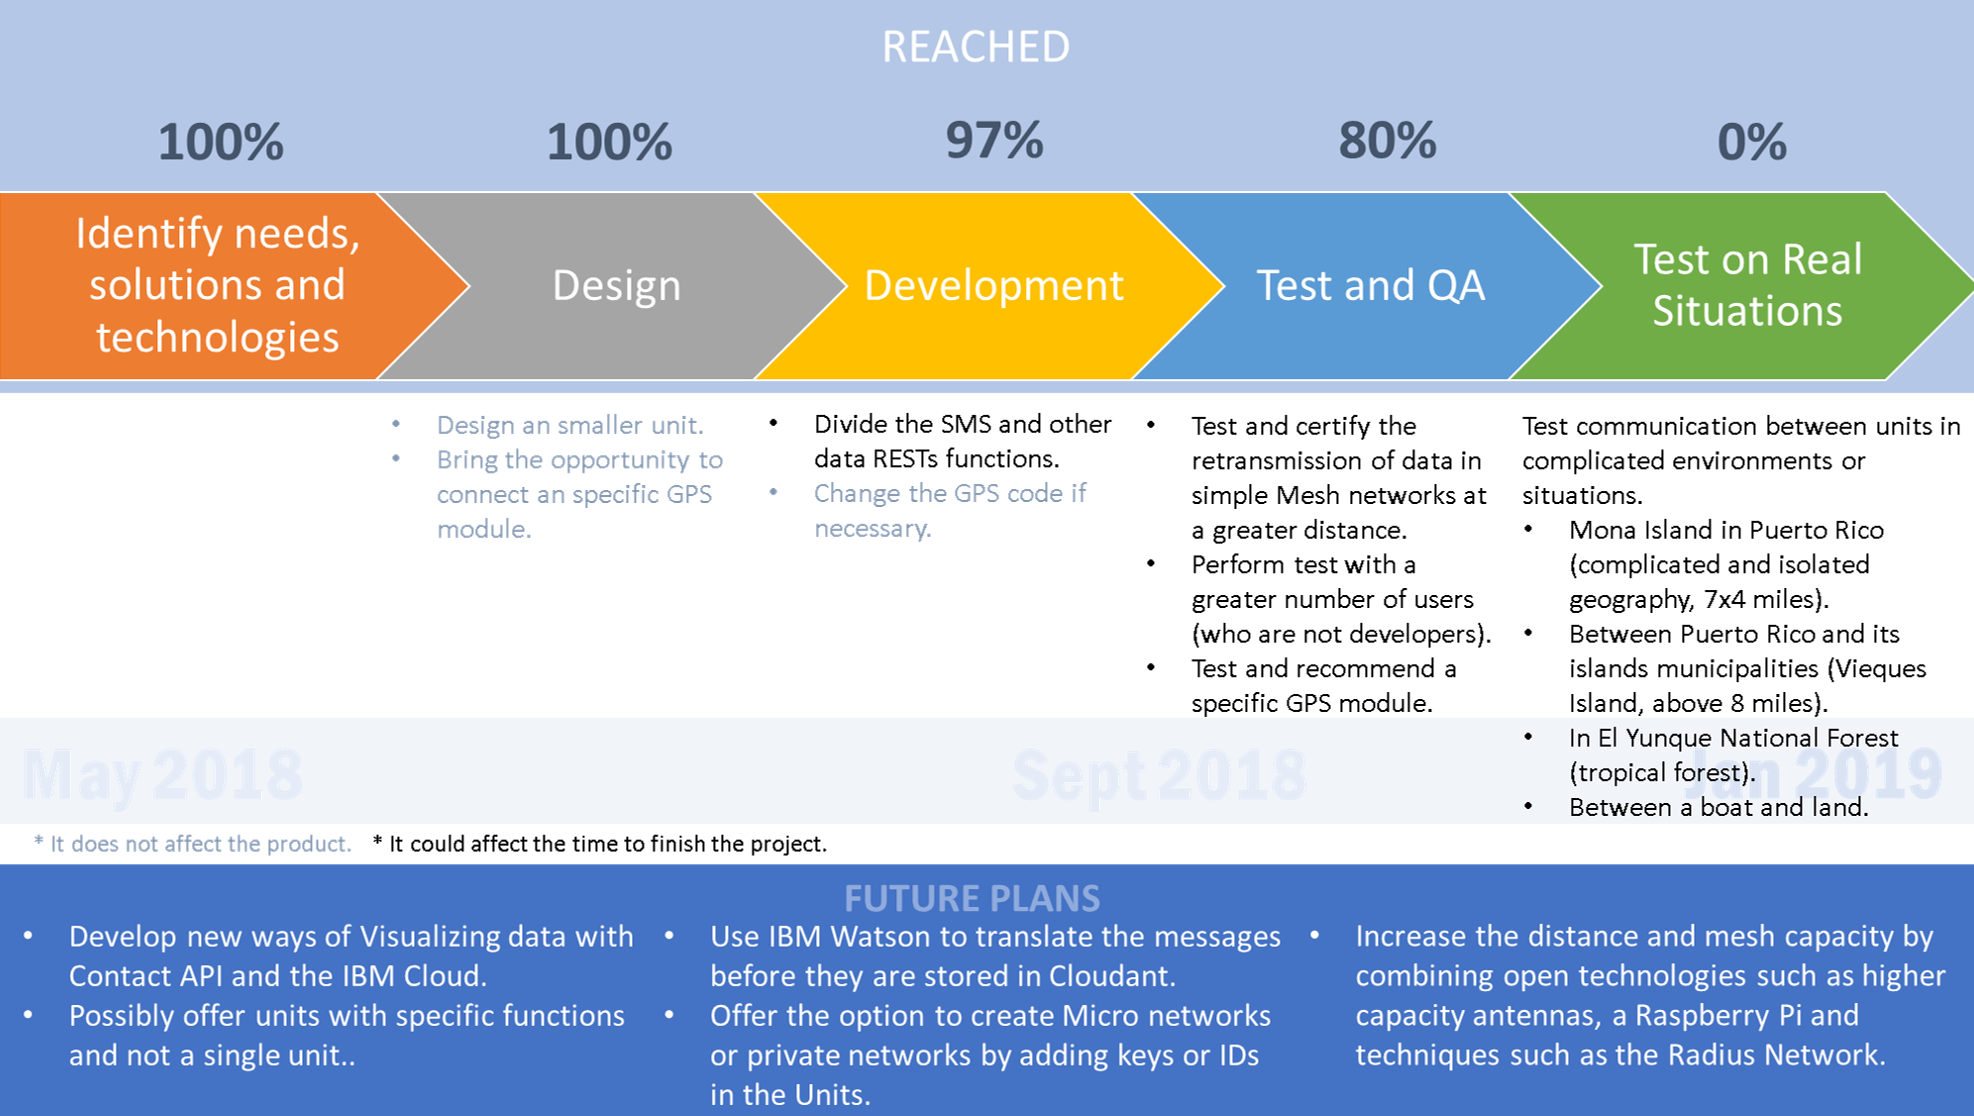 REACHED
100%
100%
97%
80%
0%
Identify needs,
solutions and
technologies
Design
Development
Test and QA
Test on Real
Situations
• Design an smaller unit.
• Bring the opportunity to
connect an specific GPS
module.
• Divide the SMS and other
data RESTs functions.
• Change the GPS code if
necessary.
• Test and certify the
retransmission of data in
simple Mesh networks at
a greater distance.
• Perform test with a
greater number of users
(who are not developers).
• Test and recommend a
specific GPS module.
Test communication between units in
complicated environments or
situations.
• Mona Island in Puerto Rico
(complicated and isolated
geography, 7x4 miles).
• Between Puerto Rico and its
islands municipalities (Vieques
Island, above 8 miles).
• In El Yunque National Forest
(tropical forest).
• Between a boat and land.
May 2018
Sept 2018
Jan 2019
* It does not affect the product.
* It could affect the time to finish the project.
FUTURE PLANS
• Develop new ways of Visualizing data with
Contact API and the IBM Cloud.
• Possibly offer units with specific functions
and not a single unit..
• Use IBM Watson to translate the messages
before they are stored in Cloudant.
• Offer the option to create Micro networks
or private networks by adding keys or IDs
in the Units.
• Increase the distance and mesh capacity by
combining open technologies such as higher
capacity antennas, a Raspberry Pi and
techniques such as the Radius Network.